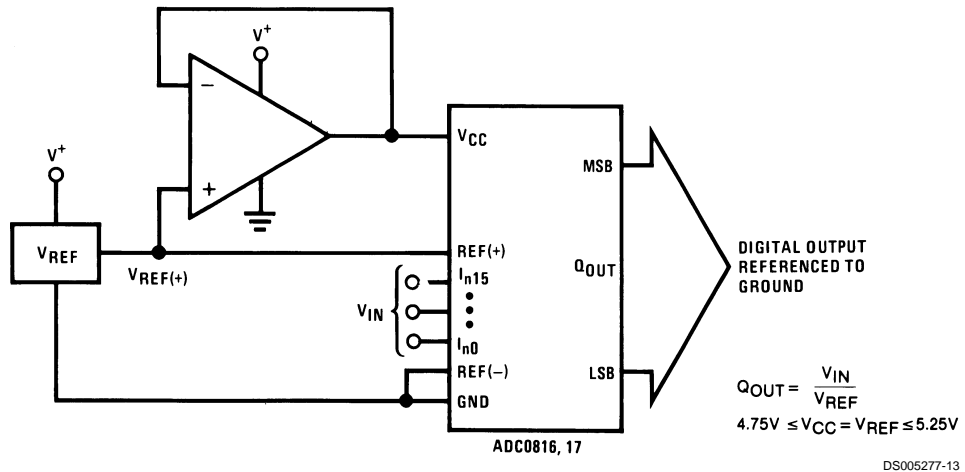 V+
−
+
V+
VREF
VREF(+)
VCC
REF(+)
In15
VIN
In0
REF(−)
GND
MSB
QOUT
LSB
ADC0816, 17
DIGITAL OUTPUT
REFERENCED TO
GROUND
QOUT = VIN / VREF
4.75V ≤ VCC = VREF ≤ 5.25V
DS005277-13